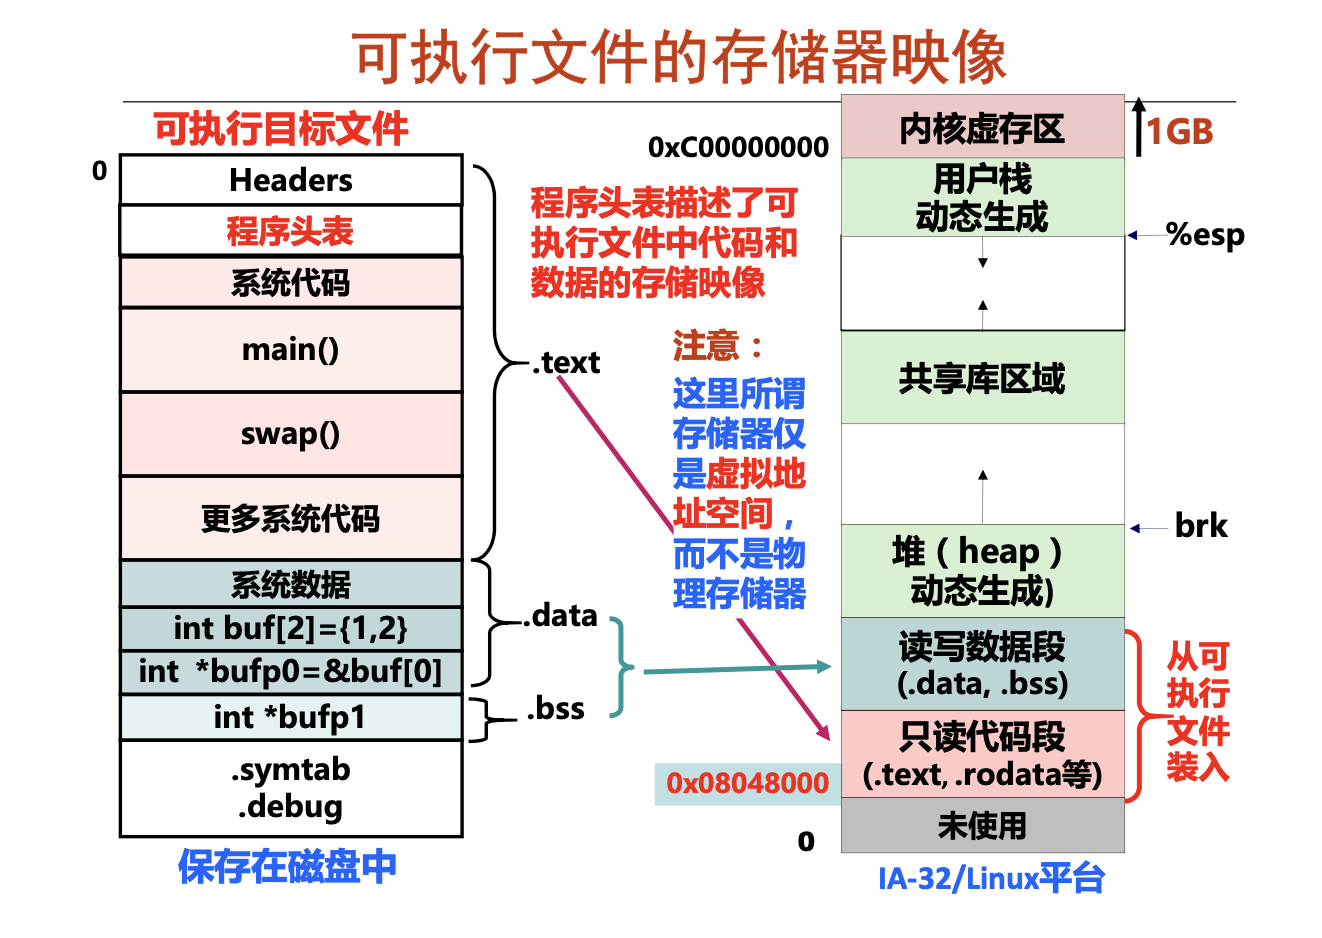 可执行文件的存储器映像
可执行目标文件
0
Headers
程序头表
系统代码
main()
swap()
更多系统代码
系统数据
int buf[2]={1,2}
int *bufp0=&buf[0]
int *bufp1
.symtab
.debug
保存在磁盘中
.text
.data
.bss
程序头表描述了可
执行文件中代码和
数据的存储映像
注意：
这里所谓
存储器仅
是虚拟地
址空间，
而不是物
理存储器
0xC00000000
内核虚存区
1GB
用户栈
动态生成
%esp
共享库区域
brk
堆（heap）
动态生成)
读写数据段
(.data, .bss)
只读代码段
(.text, .rodata等)
0x08048000
未使用
0
从可
执行
文件
装入
IA-32/Linux平台